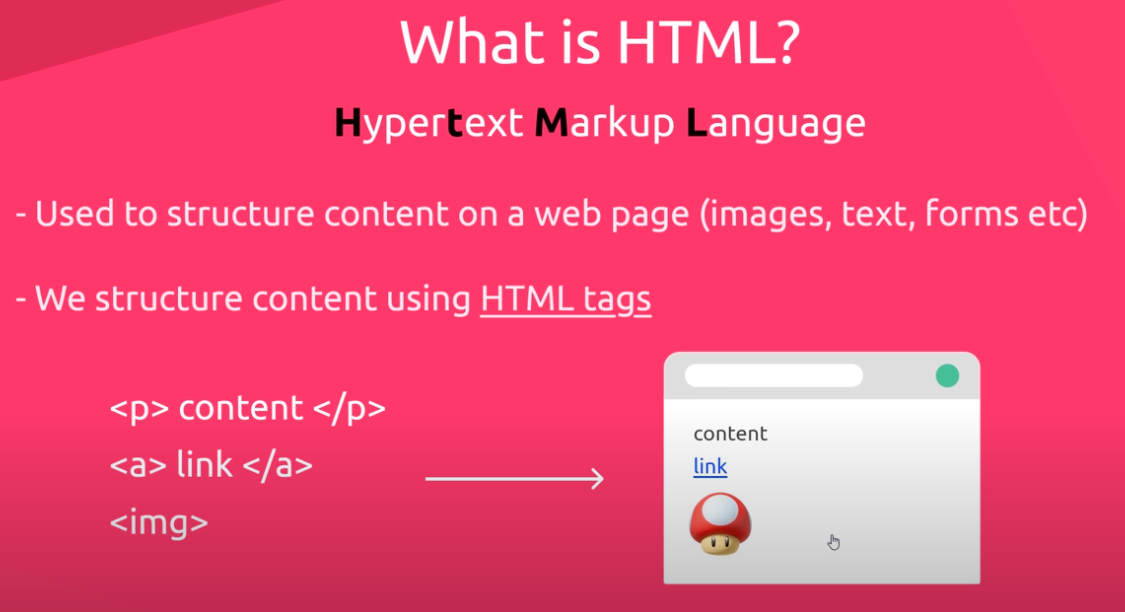 What is HTML?
Hypertext Markup Language
- Used to structure content on a web page (images, text, forms etc)
- We structure content using HTML tags
<p> content </p>
<a> link </a>
<img>
content
link